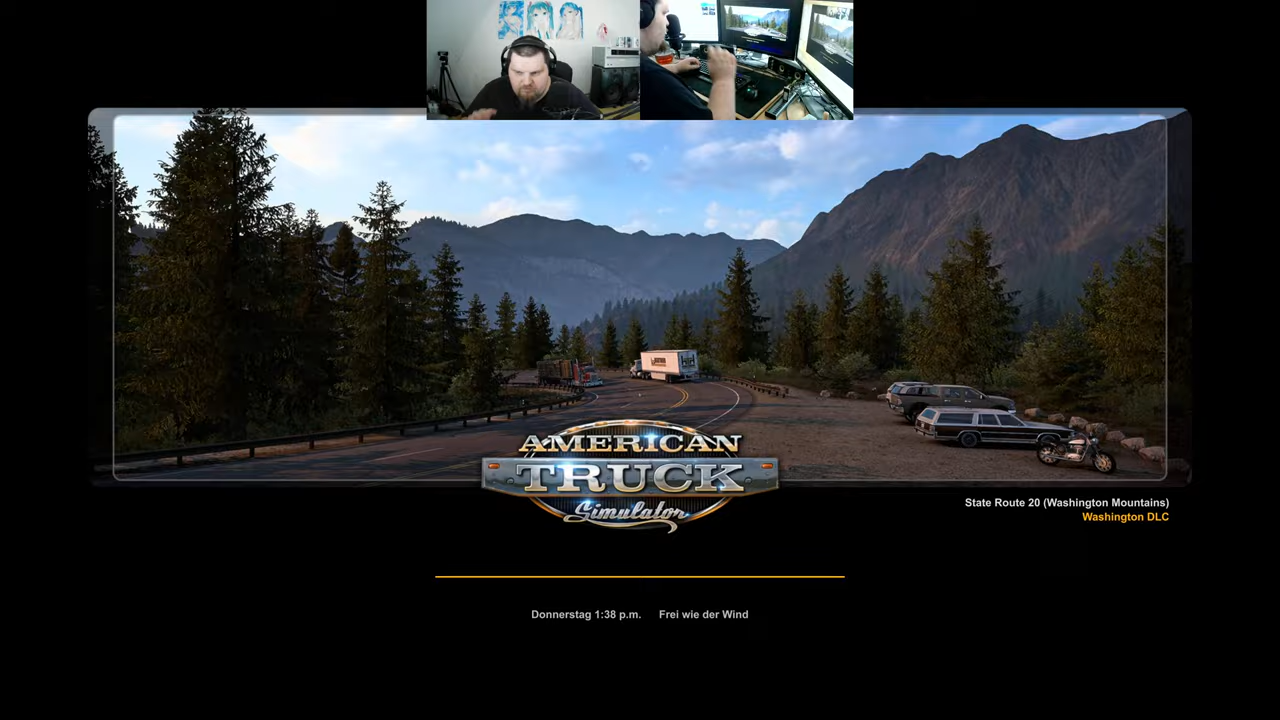 AMERICAN
TRUCK
Simulator
State Route 20 (Washington Mountains)
Washington DLC
Donnerstag 1:38 p.m. Frei wie der Wind